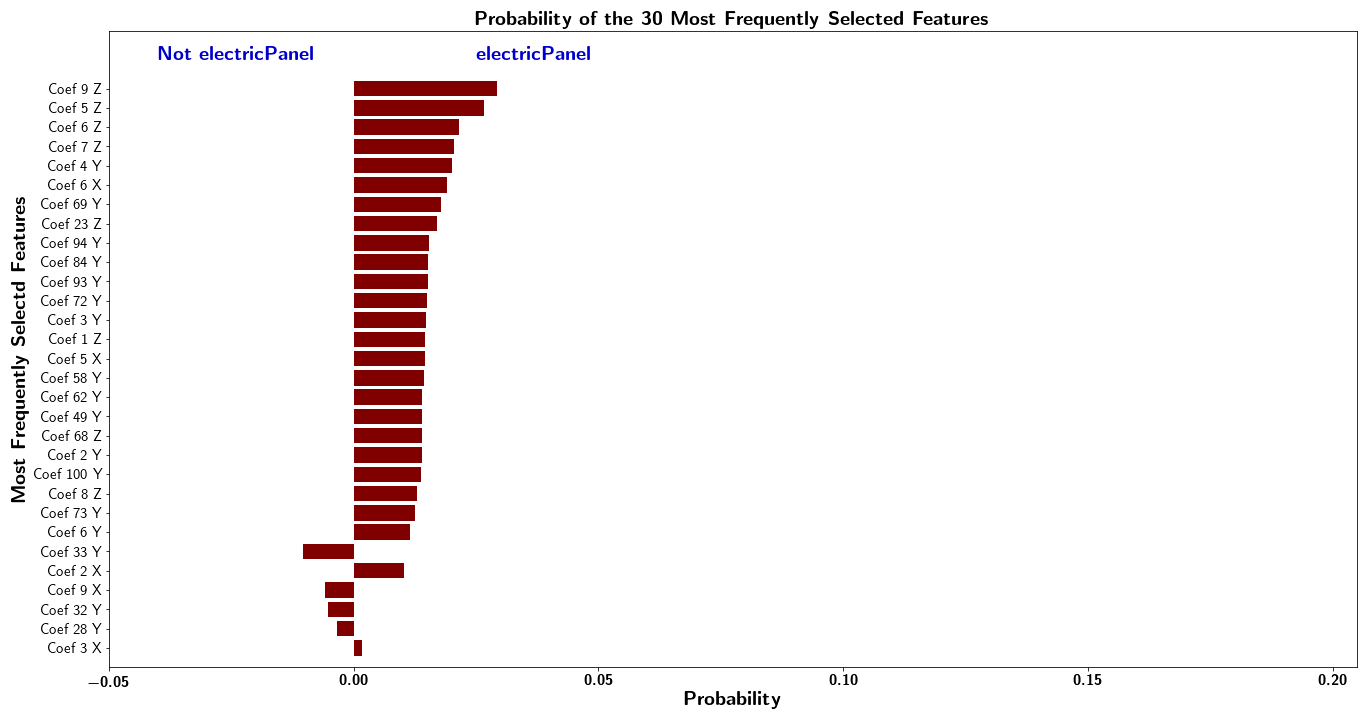 Probability of the 30 Most Frequently Selected Features
Not electricPanel electricPanel
Most Frequently Selectd Features
Coef 9 Z
Coef 5 Z
Coef 6 Z
Coef 7 Z
Coef 4 Y
Coef 6 X
Coef 69 Y
Coef 23 Z
Coef 94 Y
Coef 84 Y
Coef 93 Y
Coef 72 Y
Coef 3 Y
Coef 1 Z
Coef 5 X
Coef 58 Y
Coef 62 Y
Coef 49 Y
Coef 68 Z
Coef 2 Y
Coef 100 Y
Coef 8 Z
Coef 73 Y
Coef 6 Y
Coef 33 Y
Coef 2 X
Coef 9 X
Coef 32 Y
Coef 28 Y
Coef 3 X
−0.05 0.00 0.05 0.10 0.15 0.20
Probability